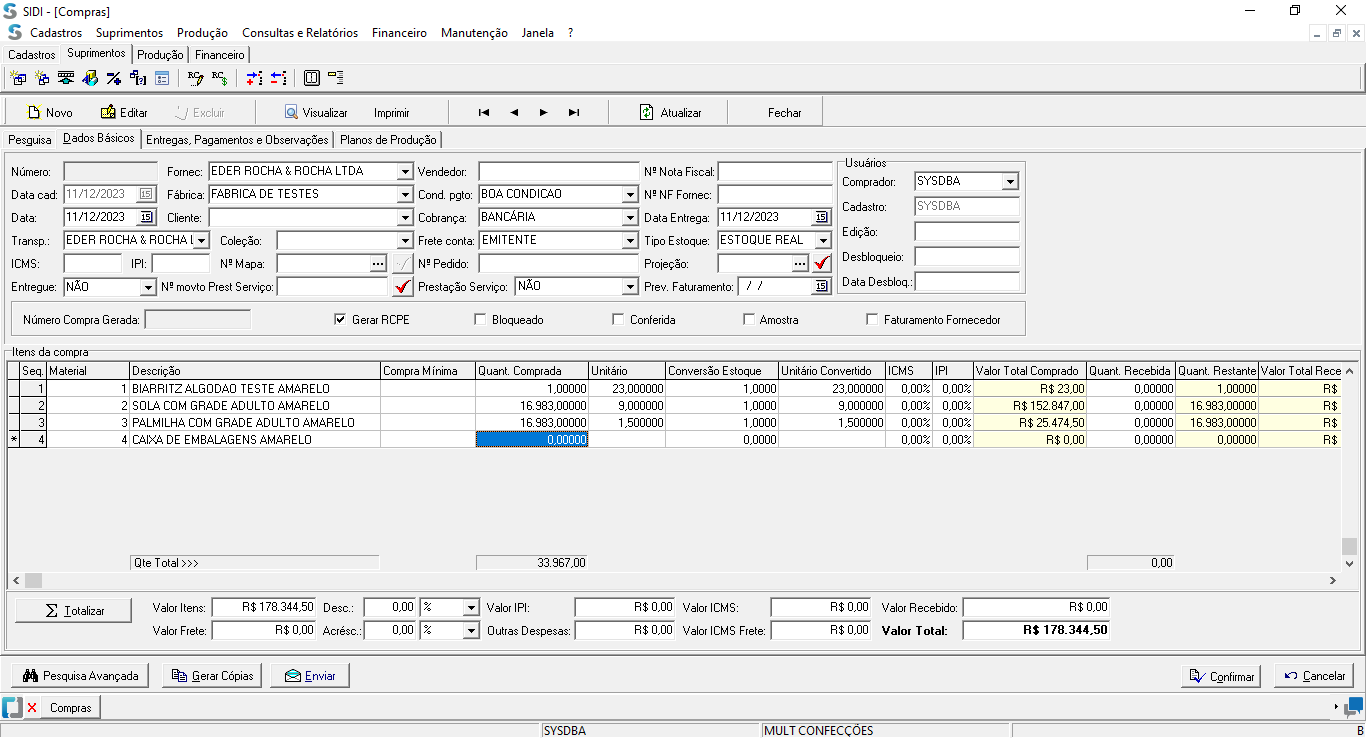 SIDI - [Compras]
Cadastros Suprimentos Produção Consultas e Relatórios Financeiro Manutenção Janela ?
Cadastros Suprimentos Produção Financeiro
Novo Editar Excluir Visualizar Imprimir Atualizar Fechar
Pesquisa Dados Básicos Entregas, Pagamentos e Observações Planos de Produção
Número: Fornec: EDER ROCHA & ROCHA LTDA Vendedor: Nº Nota Fiscal:
Data cad: 11/12/2023 15 Fábrica: FABRICA DE TESTES Cond. pgto: BOA CONDICAO Nº NF Fornec:
Data: 11/12/2023 15 Cliente: Cobrança: BANCÁRIA Data Entrega: 11/12/2023 15
Transp.: EDER ROCHA & ROCHA L Coleção: Frete conta: EMITENTE Tipo Estoque: ESTOQUE REAL
ICMS: IPI: Nº Mapa: ... Nº Pedido: Projeção: ...
Entregue: NÃO Nº movto Prest Serviço: Prestação Serviço: NÃO Prev. Faturamento: / / 15
Usuários
Comprador: SYSDBA
Cadastro: SYSDBA
Edição:
Desbloqueio:
Data Desbloq.:
Número Compra Gerada: Gerar RCPE Bloqueado Conferida Amostra Faturamento Fornecedor
Itens da compra
Seq. Material Descrição Compra Mínima Quant. Comprada Unitário Conversão Estoque Unitário Convertido ICMS IPI Valor Total Comprado Quant. Recebida Quant. Restante Valor Total Rece
1 1 BIARRITZ ALGODAO TESTE AMARELO 1,00000 23,000000 1,0000 23,000000 0,00% 0,00% R$ 23,00 0,00000 1,00000 R$
2 2 SOLA COM GRADE ADULTO AMARELO 16.983,00000 9,000000 1,0000 9,000000 0,00% 0,00% R$ 152.847,00 0,00000 16.983,00000 R$
3 3 PALMILHA COM GRADE ADULTO AMARELO 16.983,00000 1,500000 1,0000 1,500000 0,00% 0,00% R$ 25.474,50 0,00000 16.983,00000 R$
* 4 4 CAIXA DE EMBALAGENS AMARELO 0,00000 0,0000 0,00% 0,00% R$ 0,00 0,00000 0,00000 R$
Qte Total >>> 33.967,00 0,00
Totalizar Valor Itens: R$ 178.344,50 Desc.: 0,00 % Valor IPI: R$ 0,00 Valor ICMS: R$ 0,00 Valor Recebido: R$ 0,00
Valor Frete: R$ 0,00 Acrésc.: 0,00 % Outras Despesas: R$ 0,00 Valor ICMS Frete: R$ 0,00 Valor Total: R$ 178.344,50
Pesquisa Avançada Gerar Cópias Enviar Confirmar Cancelar
Compras
SYSDBA MULT CONFECÇÕES B